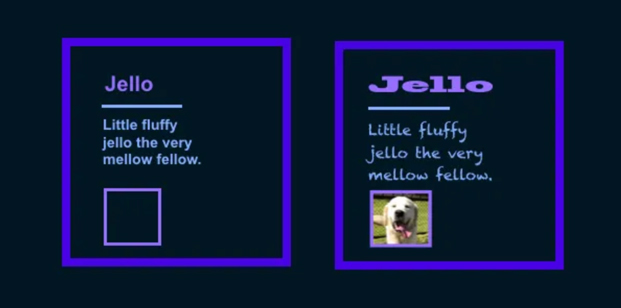 Jello
Little fluffy
jello the very
mellow fellow.
Jello
Little fluffy
jello the very
mellow fellow.